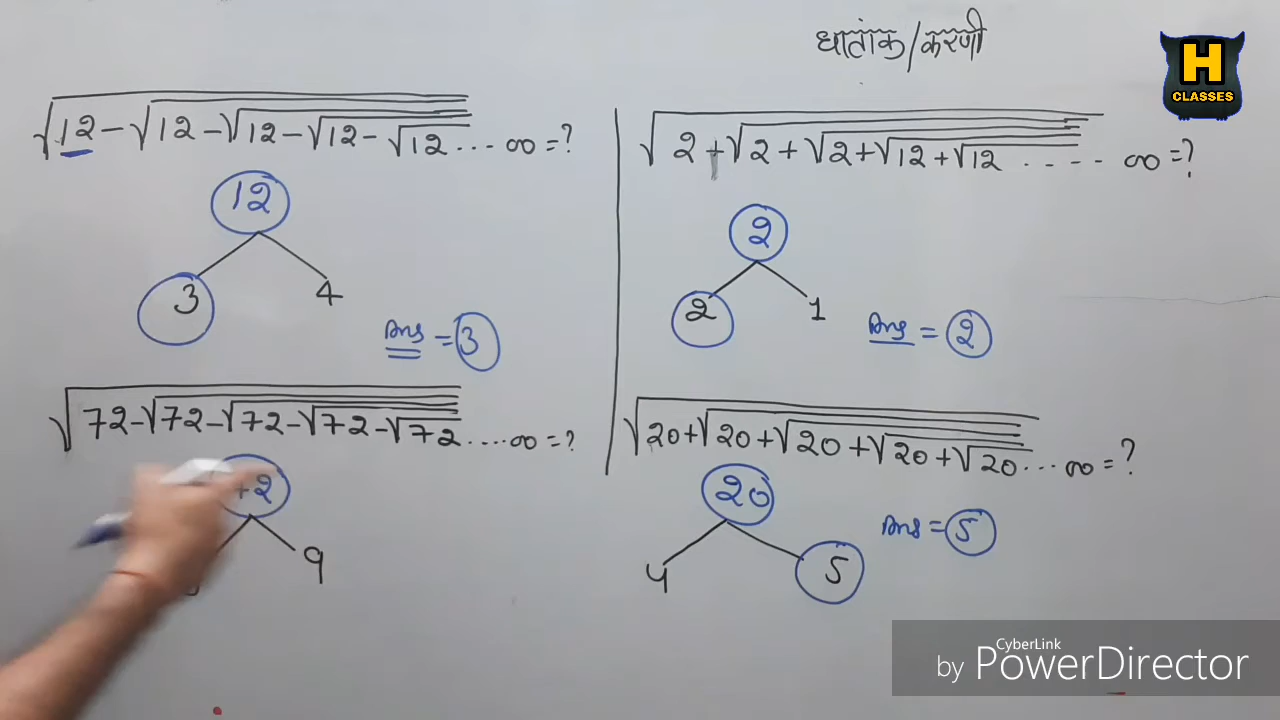 घातांक/करणी
H
CLASSES
√12-√12-√12-√12-√12... ∞ =?
12
3 4
Ans = 3
√2+√2+√2+√12+√12 ..... ∞ =?
2
2 1
Ans = 2
√72-√72-√72-√72-√72 .....∞ = ?
9
√20+√20+√20+√20+√20... ∞ = ?
20
4 5
Ans = 5
CyberLink
by PowerDirector